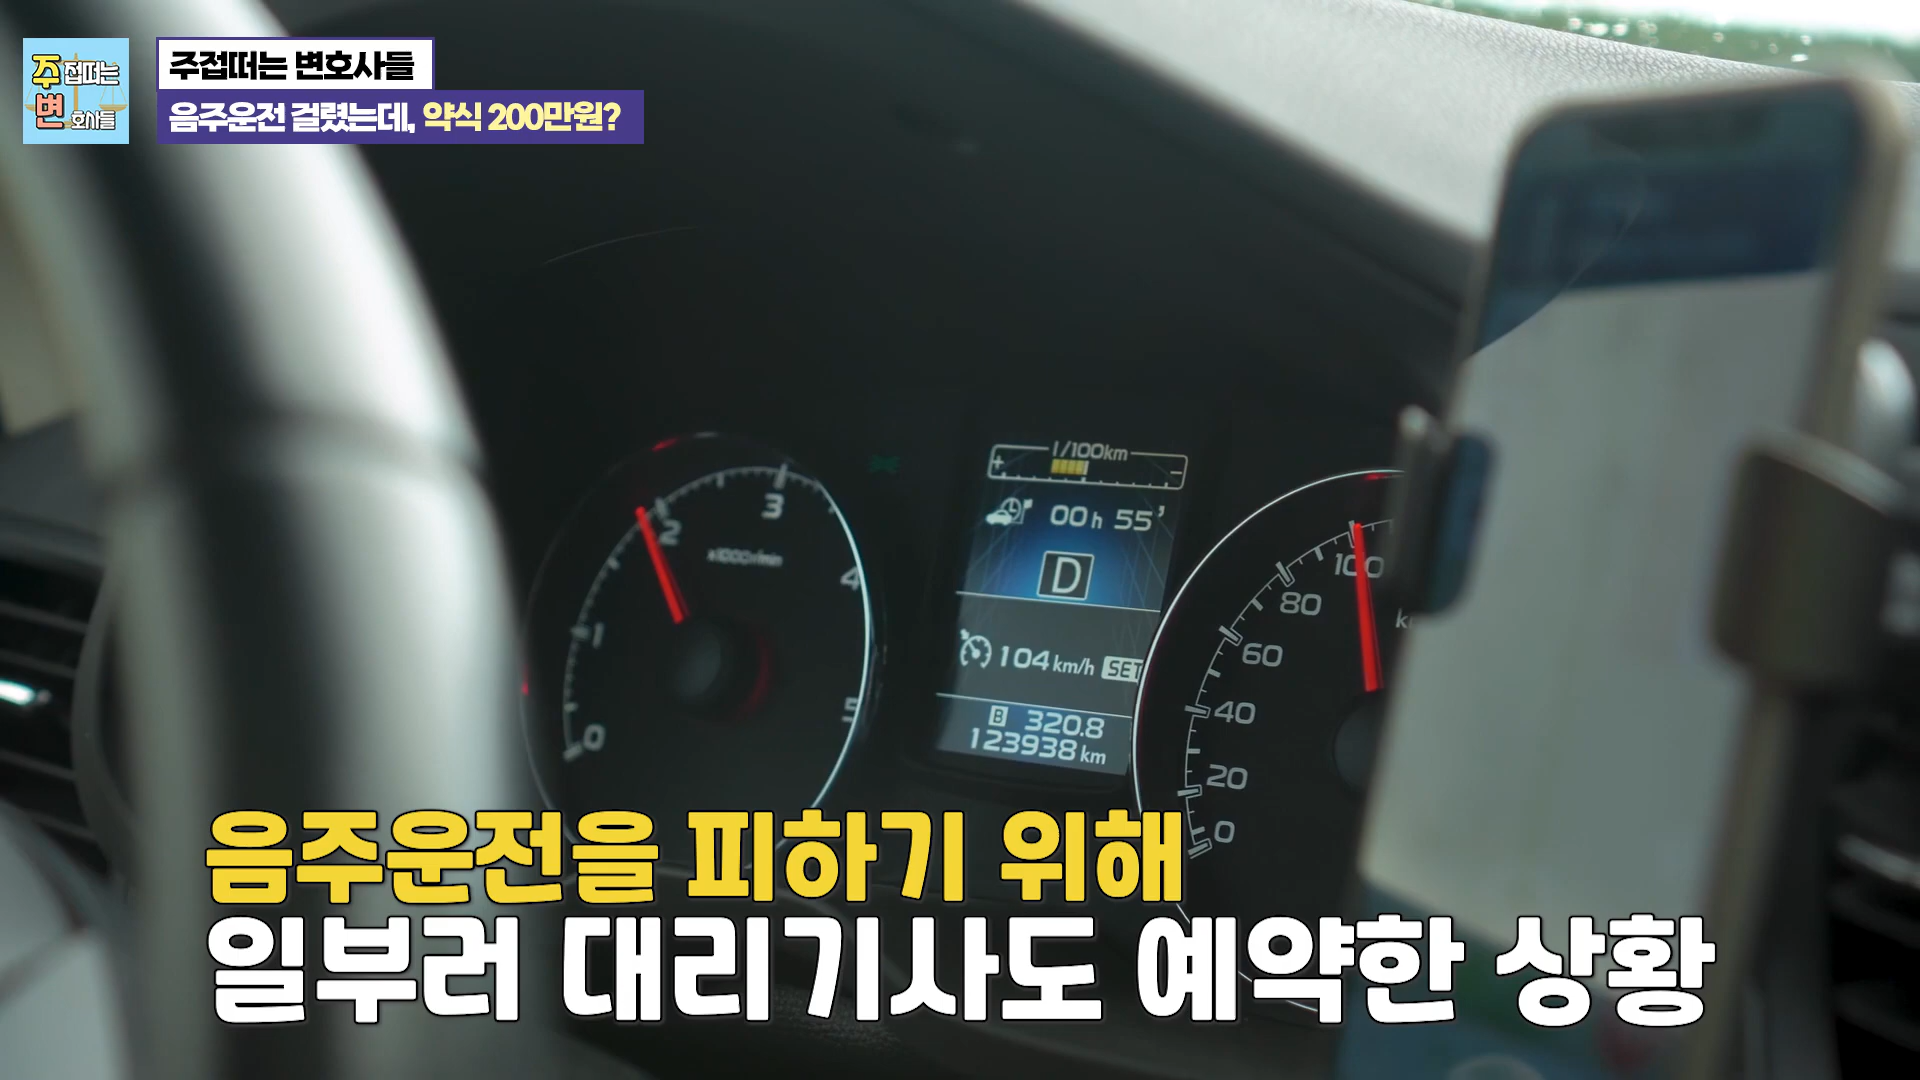 주접떠는
변호사들
주접떠는 변호사들
음주운전 걸렸는데, 약식 200만원?
l/100km
+ −
00h 55'
D
104km/h SET
B 320.8
123938 km
0 1 2 3 4 5
x1000r/min
0 20 40 60 80 100
음주운전을 피하기 위해
일부러 대리기사도 예약한 상황